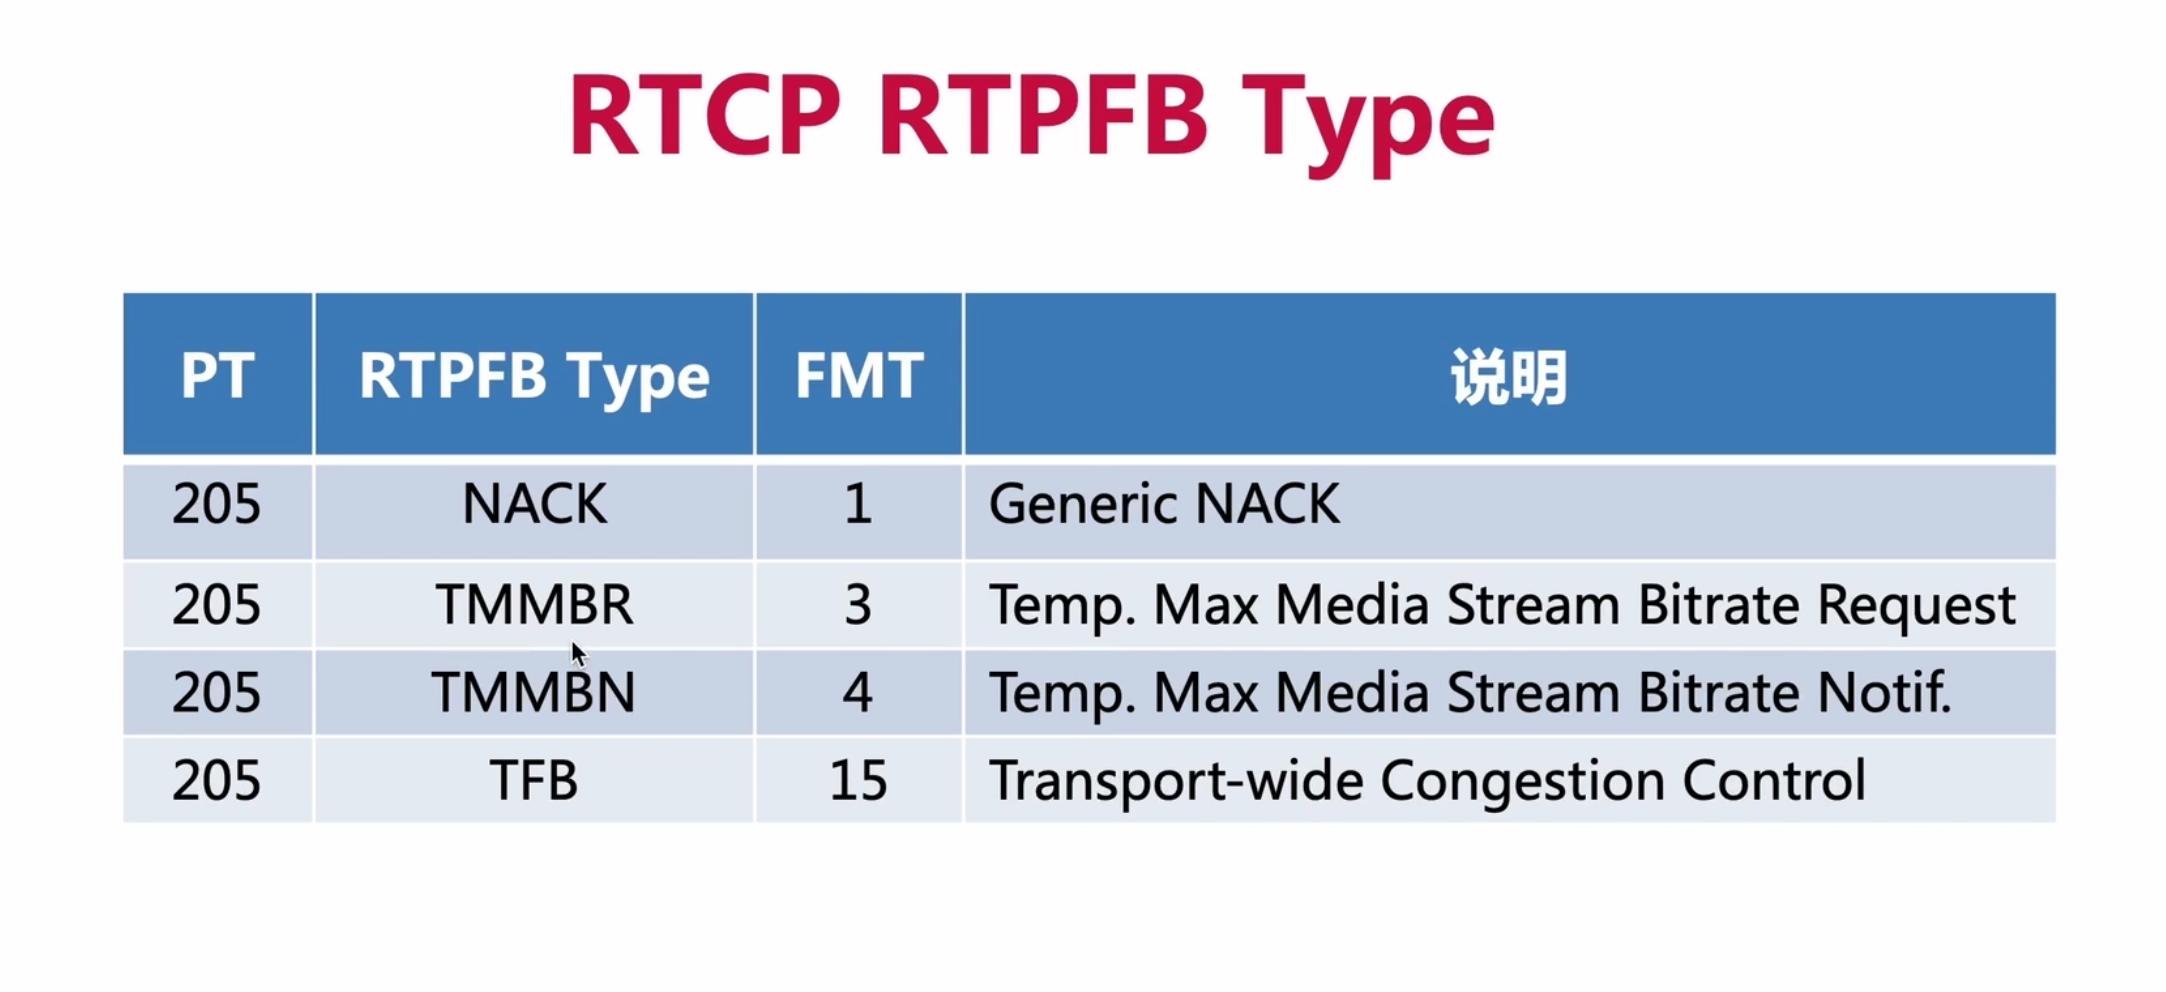 RTCP RTPFB Type
PT RTPFB Type FMT 说明
205 NACK 1 Generic NACK
205 TMMBR 3 Temp. Max Media Stream Bitrate Request
205 TMMBN 4 Temp. Max Media Stream Bitrate Notif.
205 TFB 15 Transport-wide Congestion Control